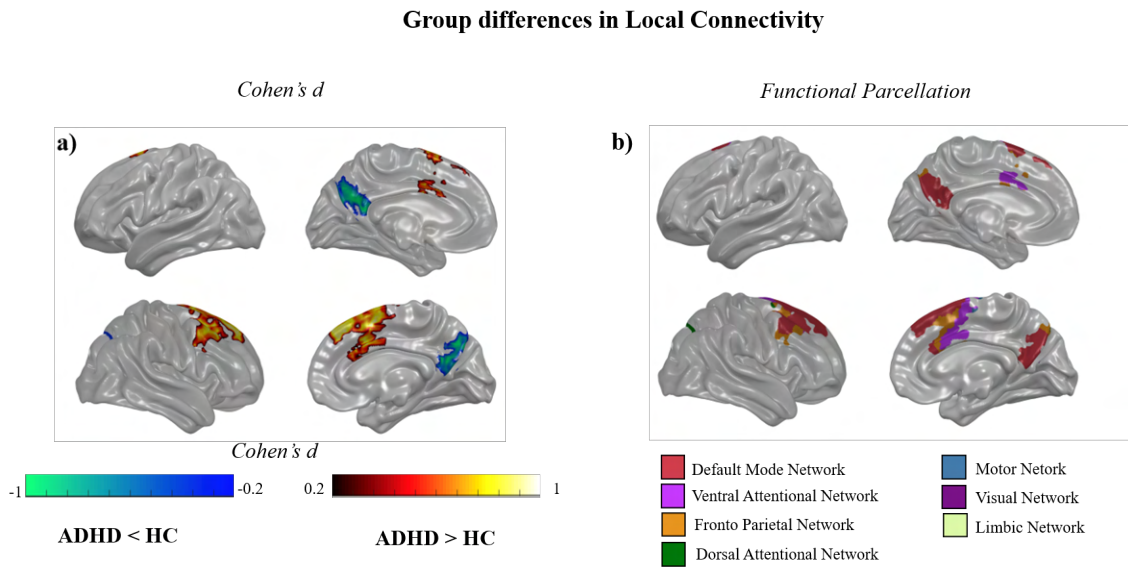 Group differences in Local Connectivity
Cohen's d
Functional Parcellation
a)
b)
Cohen's d
-1
-0.2
0.2
1
ADHD < HC
ADHD > HC
Default Mode Network
Ventral Attentional Network
Fronto Parietal Network
Dorsal Attentional Network
Motor Netork
Visual Network
Limbic Network